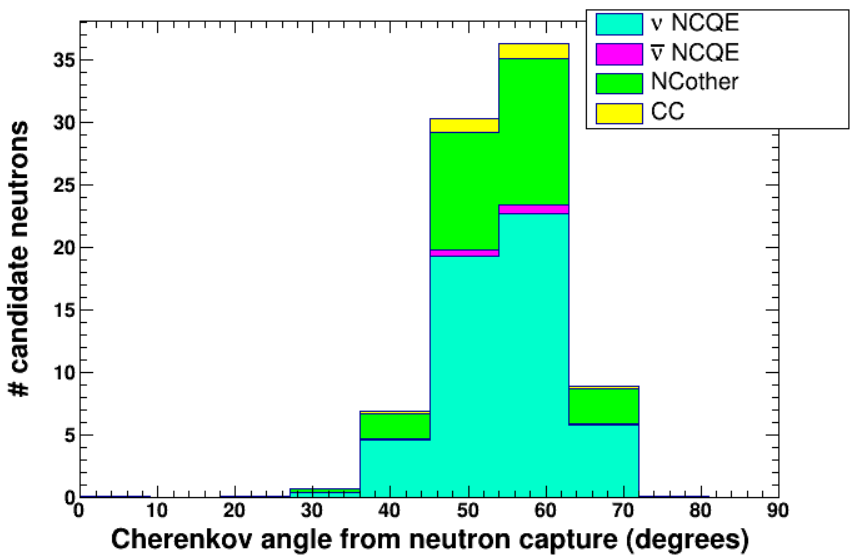 ν NCQE
ν̅ NCQE
NCother
CC
35
30
25
20
15
10
5
0
0 10 20 30 40 50 60 70 80 90
# candidate neutrons
Cherenkov angle from neutron capture (degrees)